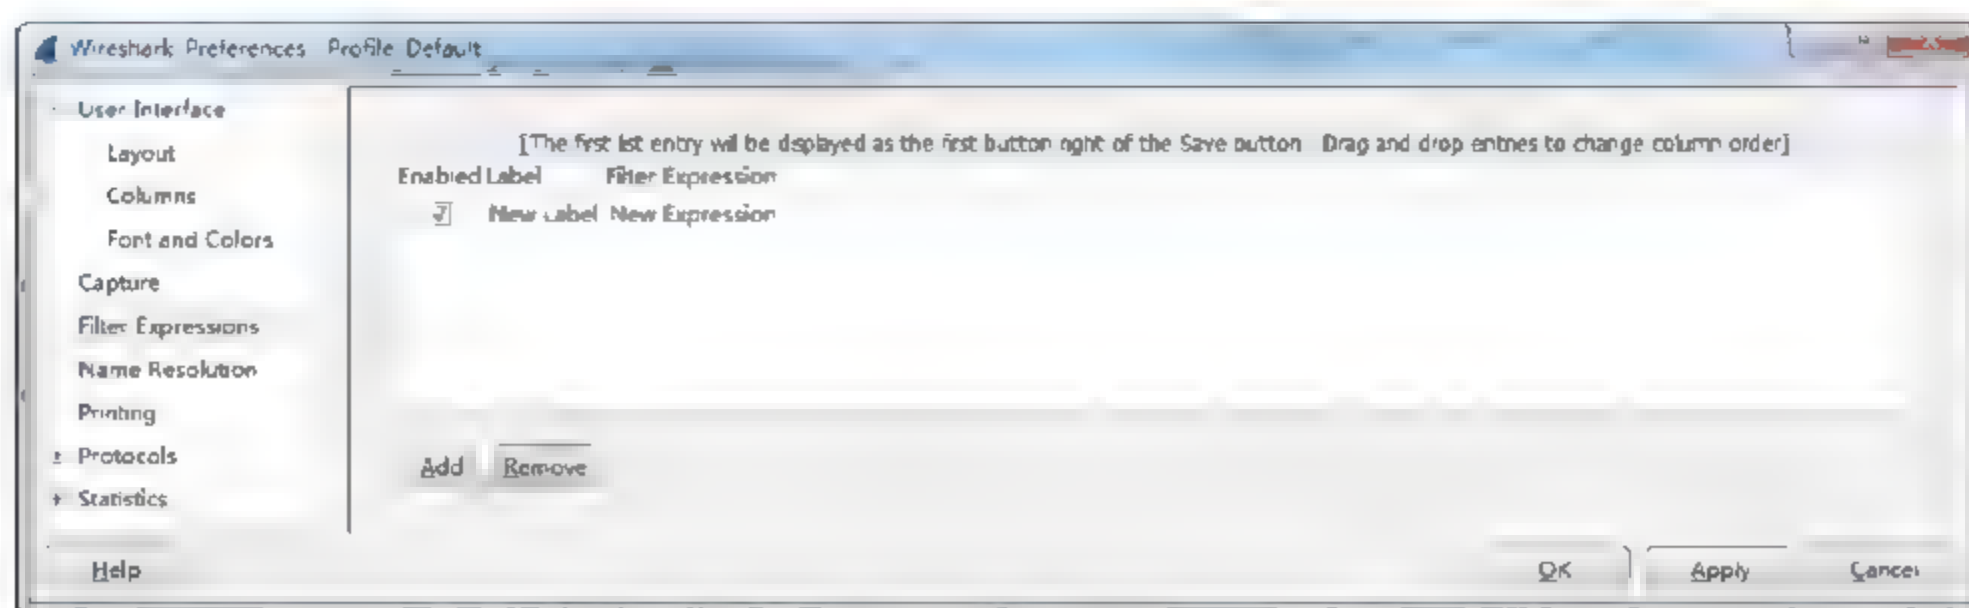 Wireshark: Preferences - Profile: Default
User Interface
Layout
Columns
Font and Colors
Capture
Filter Expressions
Name Resolution
Printing
Protocols
Statistics
[The first list entry will be displayed as the first button right of the Save button - Drag and drop entries to change column order]
Enabled Label Filter Expression
New Label New Expression
Add Remove
Help OK Apply Cancel